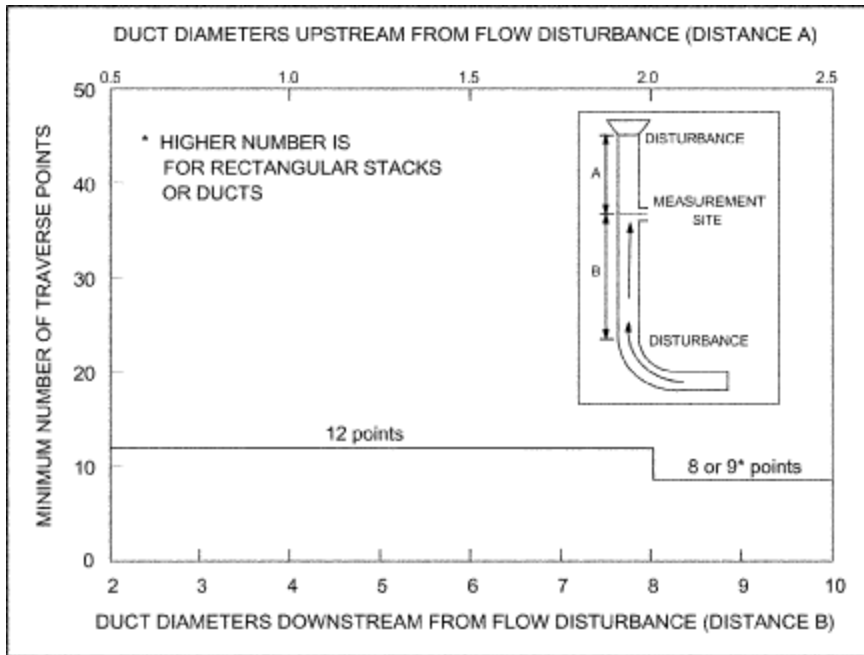 DUCT DIAMETERS UPSTREAM FROM FLOW DISTURBANCE (DISTANCE A)
0.5 1.0 1.5 2.0 2.5
50
40
30
20
10
0
MINIMUM NUMBER OF TRAVERSE POINTS
* HIGHER NUMBER IS
FOR RECTANGULAR STACKS
OR DUCTS
DISTURBANCE
A
MEASUREMENT
SITE
B
DISTURBANCE
12 points
8 or 9* points
2 3 4 5 6 7 8 9 10
DUCT DIAMETERS DOWNSTREAM FROM FLOW DISTURBANCE (DISTANCE B)